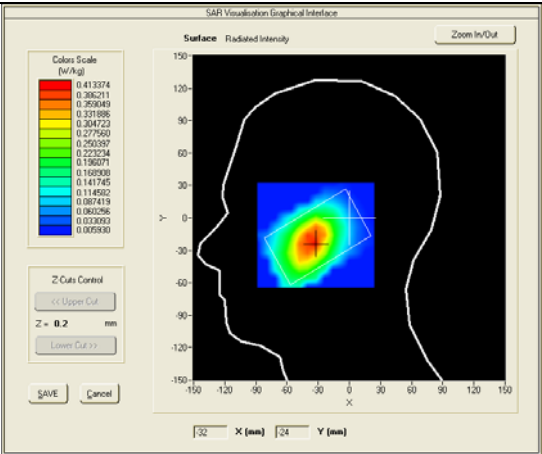 SAR Visualisation Graphical Interface
Surface Radiated Intensity
Zoom In/Out
Colors Scale
(W/kg)
0.413374
0.386211
0.359049
0.331886
0.304723
0.277560
0.250397
0.223234
0.196071
0.168908
0.141745
0.114582
0.087419
0.060256
0.033093
0.005930
Z-Cuts Control
<< Upper Cut
Z = 0.2 mm
Lower Cut >>
SAVE
Cancel
150-
120-
90-
60-
30-
0-
-30-
-60-
-90-
-120-
-150-
Y
-150 -120 -90 -60 -30 0 30 60 90 120 150
X
-32 X (mm) -24 Y (mm)